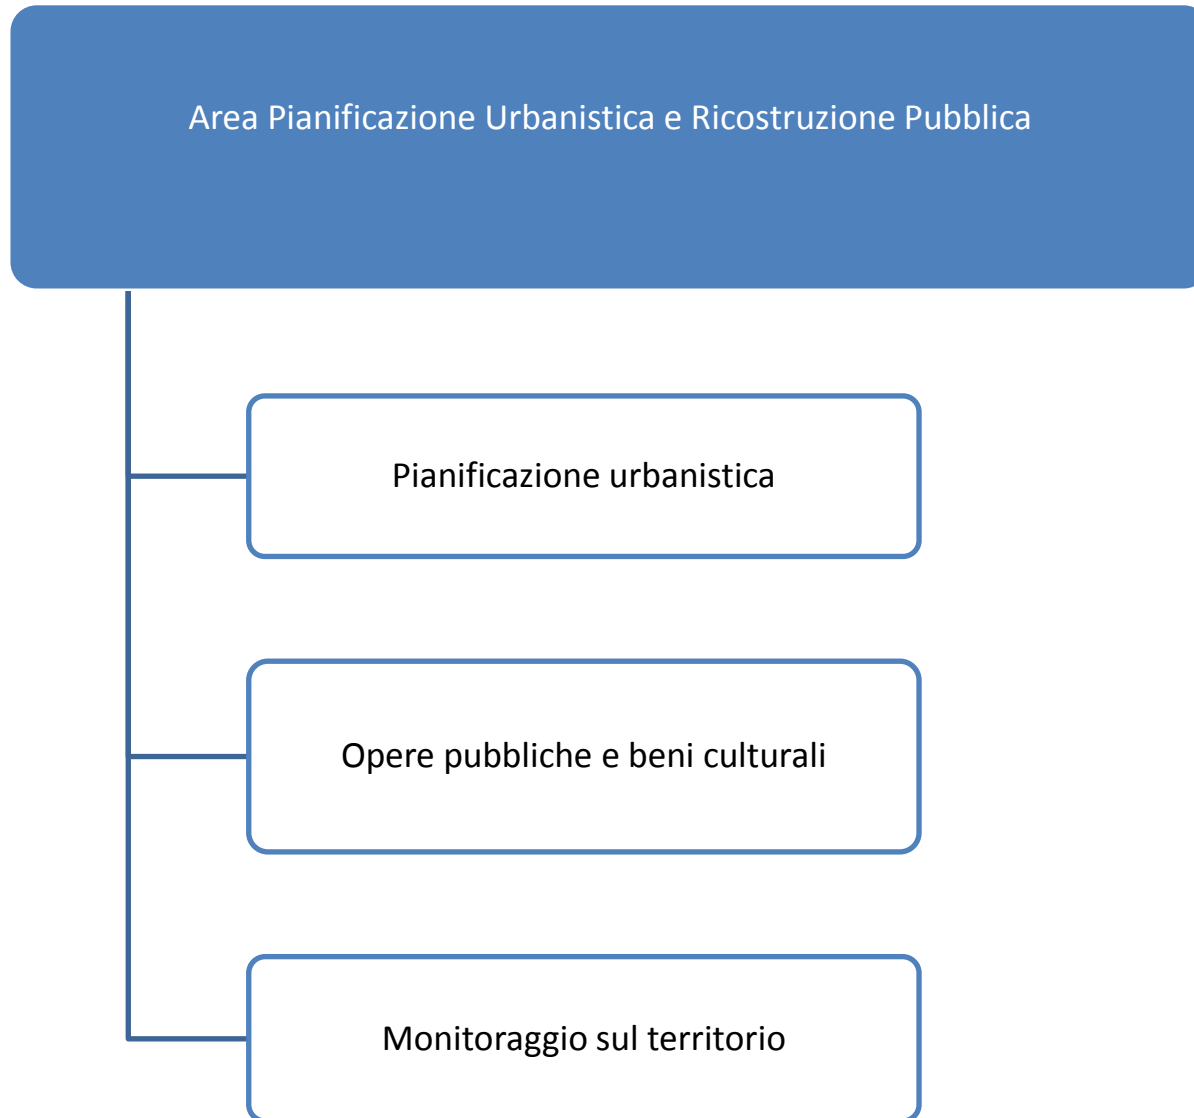 Area Pianificazione Urbanistica e Ricostruzione Pubblica
Pianificazione urbanistica
Opere pubbliche e beni culturali
Monitoraggio sul territorio